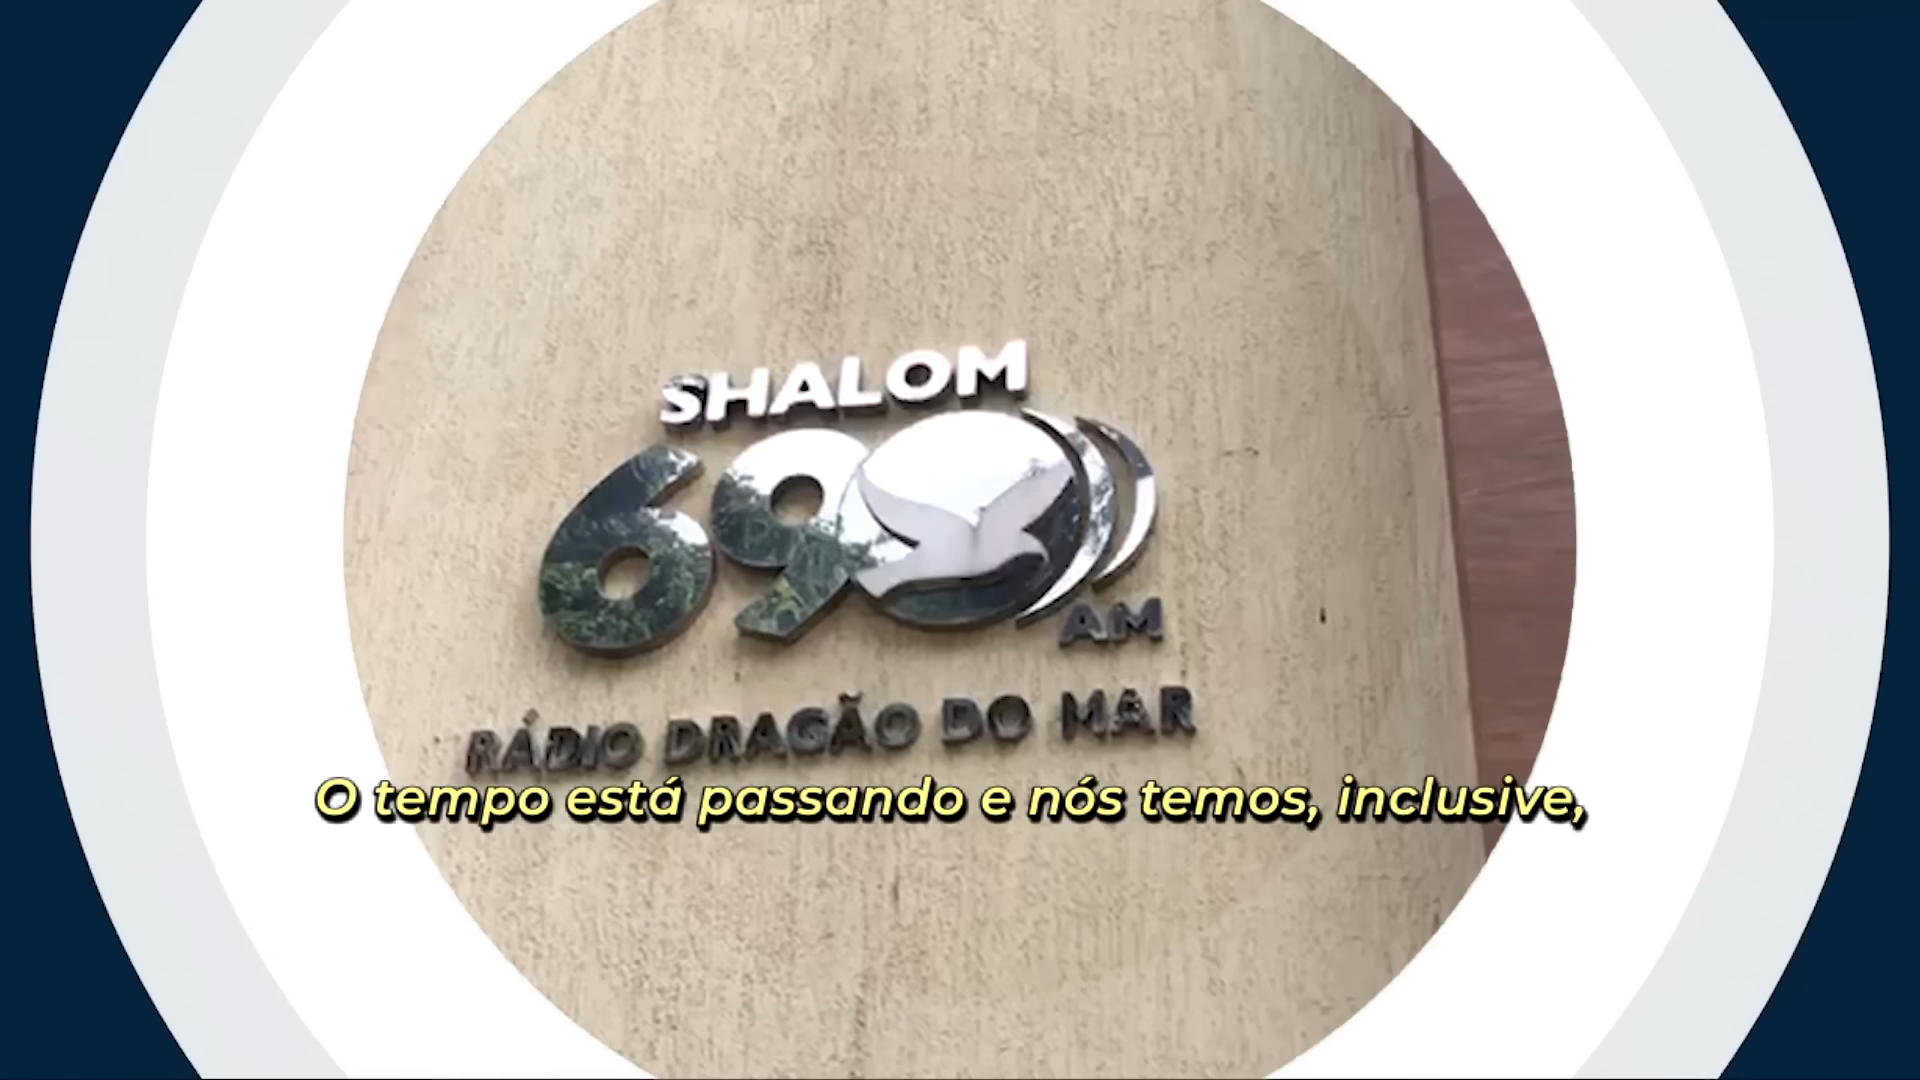 SHALOM
690
AM
RÁDIO DRAGÃO DO MAR
O tempo está passando e nós temos, inclusive,